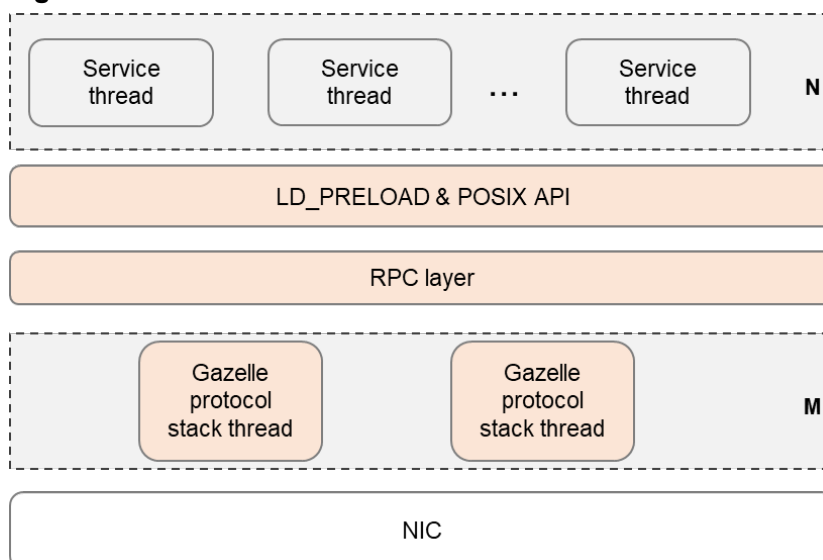 Service
thread
Service
thread
...
Service
thread
N
LD_PRELOAD & POSIX API
RPC layer
Gazelle
protocol
stack thread
Gazelle
protocol
stack thread
M
NIC